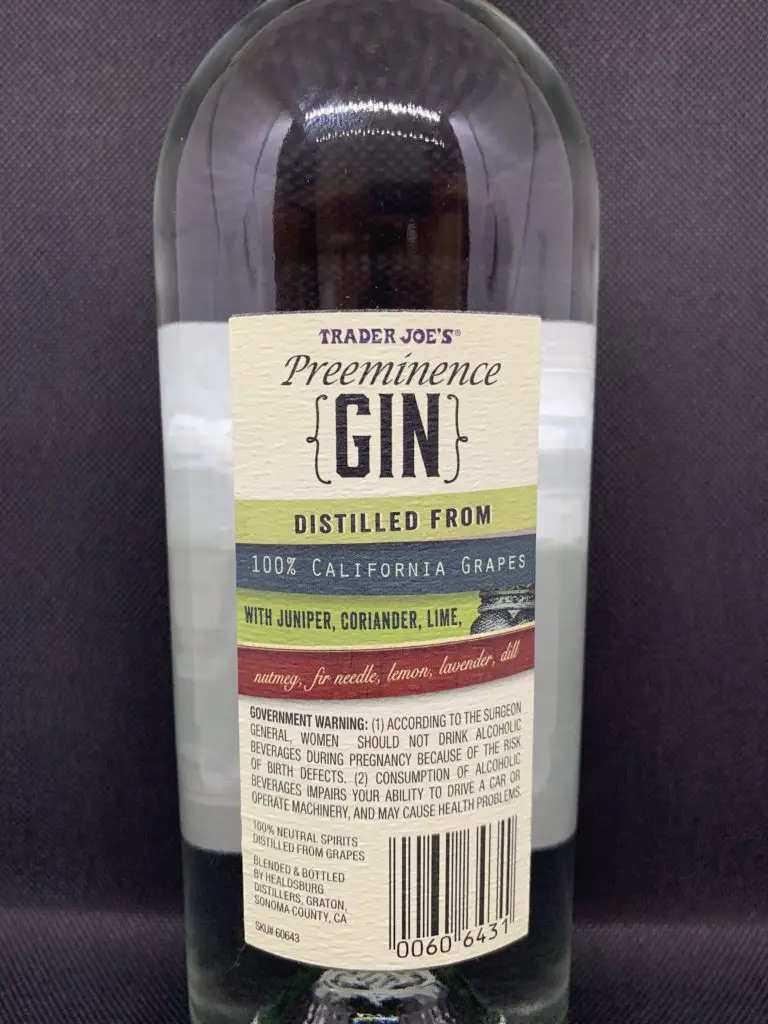 TRADER JOE'S®
Preeminence
{GIN}
DISTILLED FROM
100% CALIFORNIA GRAPES
WITH JUNIPER, CORIANDER, LIME,
nutmeg, fir needle, lemon, lavender, dill
GOVERNMENT WARNING: (1) ACCORDING TO THE SURGEON
GENERAL, WOMEN SHOULD NOT DRINK ALCOHOLIC
BEVERAGES DURING PREGNANCY BECAUSE OF THE RISK
OF BIRTH DEFECTS. (2) CONSUMPTION OF ALCOHOLIC
BEVERAGES IMPAIRS YOUR ABILITY TO DRIVE A CAR OR
OPERATE MACHINERY, AND MAY CAUSE HEALTH PROBLEMS.
100% NEUTRAL SPIRITS
DISTILLED FROM GRAPES
BLENDED & BOTTLED
BY HEALDSBURG
DISTILLERS, GRATON,
SONOMA COUNTY, CA
SKU# 60643
0060 6431